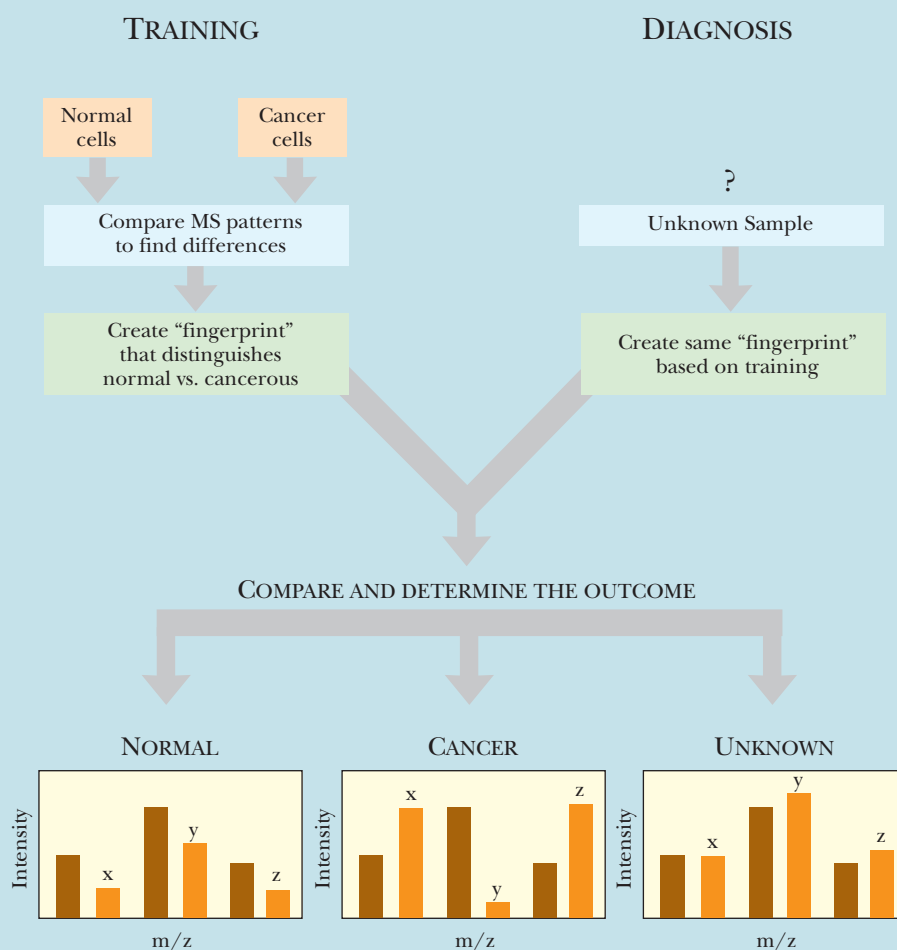 TRAINING
DIAGNOSIS
Normal
cells
Cancer
cells
Compare MS patterns
to find differences
Create “fingerprint”
that distinguishes
normal vs. cancerous
?
Unknown Sample
Create same “fingerprint”
based on training
COMPARE AND DETERMINE THE OUTCOME
NORMAL
Intensity
x
y
z
m/z
CANCER
Intensity
x
y
z
m/z
UNKNOWN
Intensity
x
y
z
m/z